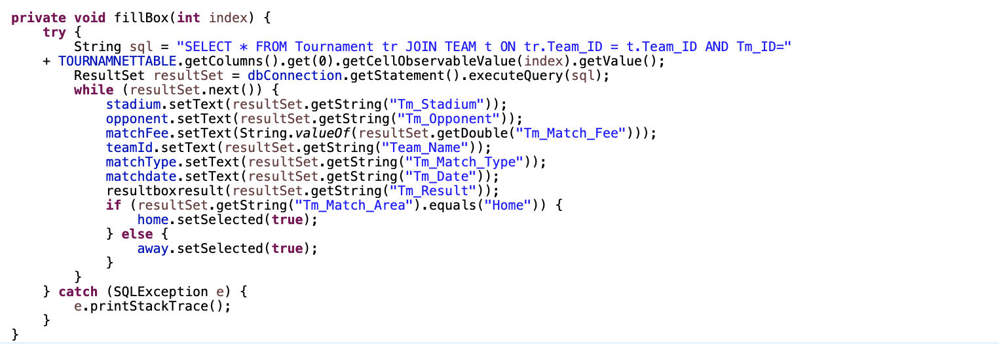 private void fillBox(int index) {
    try {
        String sql = "SELECT * FROM Tournament tr JOIN TEAM t ON tr.Team_ID = t.Team_ID AND Tm_ID="
    + TOURNAMNETTABLE.getColumns().get(0).getCellObservableValue(index).getValue();
        ResultSet resultSet = dbConnection.getStatement().executeQuery(sql);
        while (resultSet.next()) {
            stadium.setText(resultSet.getString("Tm_Stadium"));
            opponent.setText(resultSet.getString("Tm_Opponent"));
            matchFee.setText(String.valueOf(resultSet.getDouble("Tm_Match_Fee")));
            teamId.setText(resultSet.getString("Team_Name"));
            matchType.setText(resultSet.getString("Tm_Match_Type"));
            matchdate.setText(resultSet.getString("Tm_Date"));
            resultboxresult(resultSet.getString("Tm_Result"));
            if (resultSet.getString("Tm_Match_Area").equals("Home")) {
                home.setSelected(true);
            } else {
                away.setSelected(true);
            }
        }
    } catch (SQLException e) {
        e.printStackTrace();
    }
}